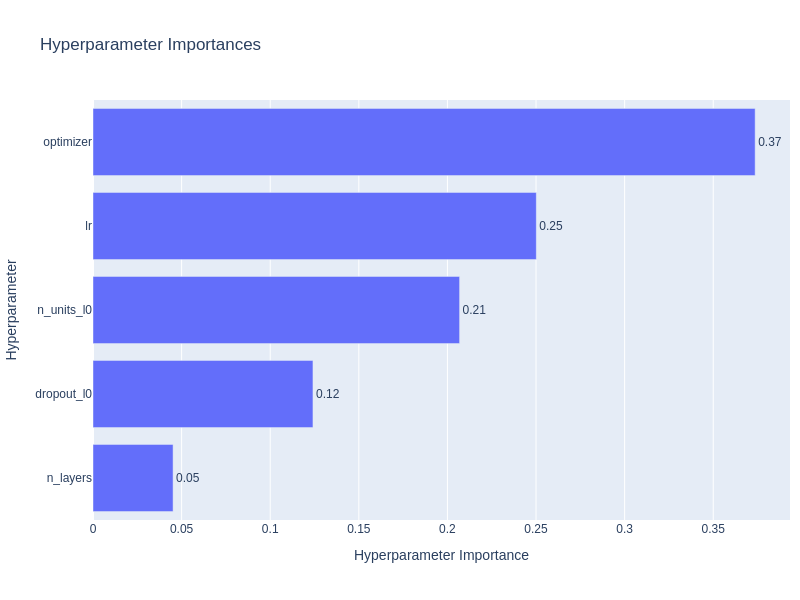 Hyperparameter Importances
optimizer 0.37
lr 0.25
n_units_l0 0.21
dropout_l0 0.12
n_layers 0.05
Hyperparameter
0 0.05 0.1 0.15 0.2 0.25 0.3 0.35
Hyperparameter Importance